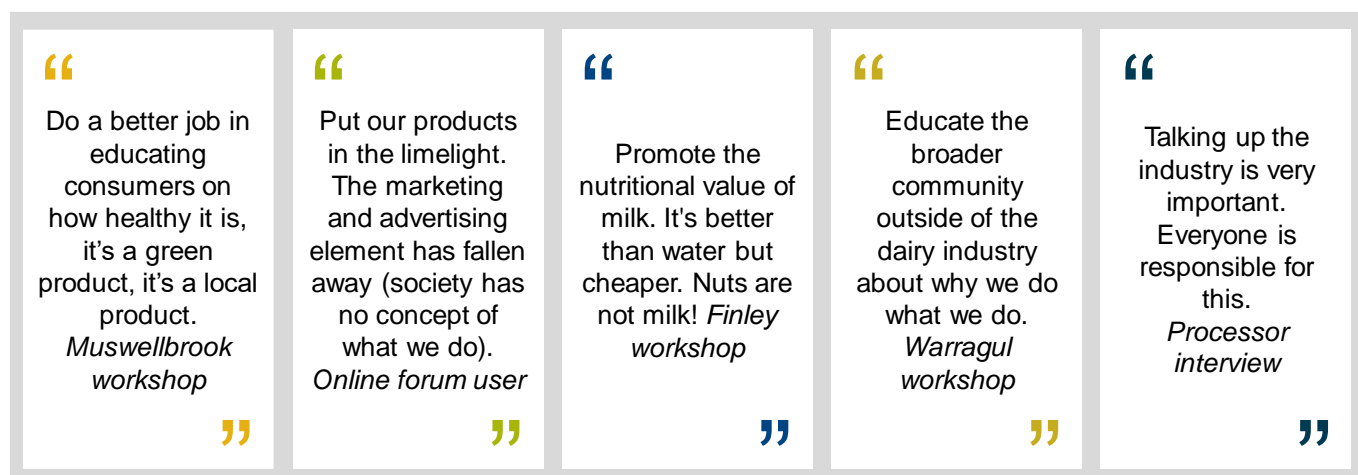 “
Do a better job in
educating
consumers on
how healthy it is,
it’s a green
product, it’s a local
product.
Muswellbrook
workshop
”
“
Put our products
in the limelight.
The marketing
and advertising
element has fallen
away (society has
no concept of
what we do).
Online forum user
”
“
Promote the
nutritional value of
milk. It's better
than water but
cheaper. Nuts are
not milk! Finley
workshop
”
“
Educate the
broader
community
outside of the
dairy industry
about why we do
what we do.
Warragul
workshop
”
“
Talking up the
industry is very
important.
Everyone is
responsible for
this.
Processor
interview
”